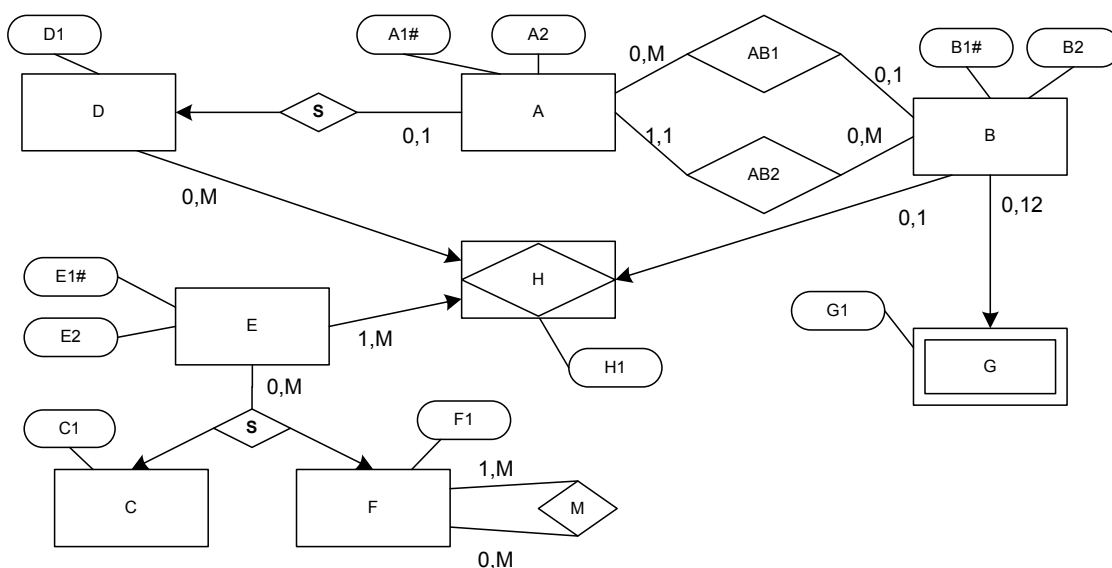 D1
A1#
A2
B1#
B2
0,M
AB1
0,1
D
S
A
B
0,1
1,1
AB2
0,M
0,M
0,1
0,12
E1#
H
E2
E
1,M
G1
H1
G
0,M
C1
S
F1
1,M
C
F
M
0,M